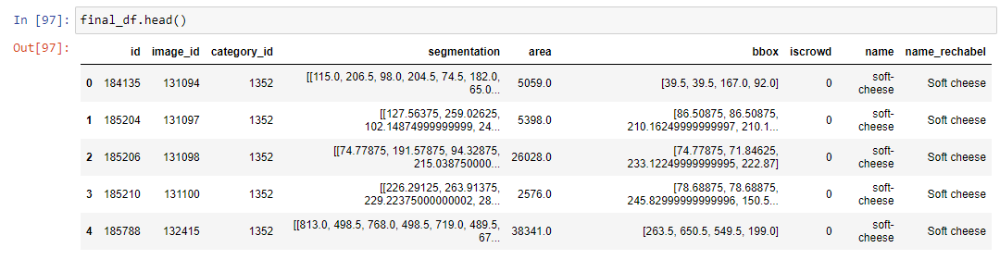 In [97]: final_df.head()
Out[97]:
id image_id category_id segmentation area bbox iscrowd name name_rechabel
0 184135 131094 1352 [[115.0, 206.5, 98.0, 204.5, 74.5, 182.0, 65.0... 5059.0 [39.5, 39.5, 167.0, 92.0] 0 soft-cheese Soft cheese
1 185204 131097 1352 [[127.56375, 259.02625, 102.14874999999999, 24... 5398.0 [86.50875, 86.50875, 210.16249999999997, 210.1... 0 soft-cheese Soft cheese
2 185206 131098 1352 [[74.77875, 191.57875, 94.32875, 215.038750000... 26028.0 [74.77875, 71.84625, 233.12249999999995, 222.87] 0 soft-cheese Soft cheese
3 185210 131100 1352 [[226.29125, 263.91375, 229.22375000000002, 28... 2576.0 [78.68875, 78.68875, 245.82999999999996, 150.5... 0 soft-cheese Soft cheese
4 185788 132415 1352 [[813.0, 498.5, 768.0, 498.5, 719.0, 489.5, 67... 38341.0 [263.5, 650.5, 549.5, 199.0] 0 soft-cheese Soft cheese